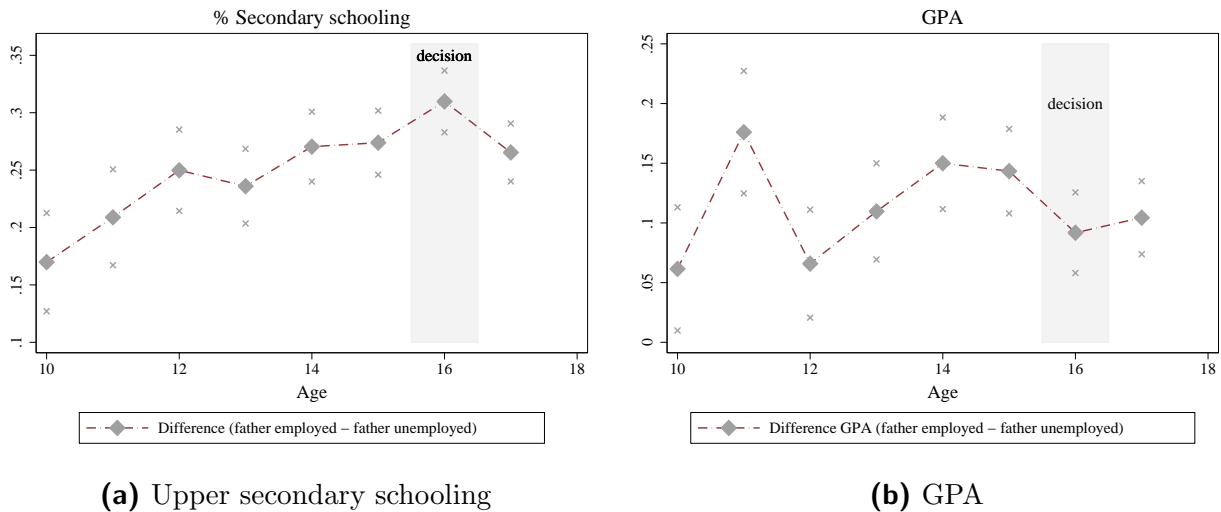 % Secondary schooling
.35
.3
.25
.2
.15
.1
decision
10
12
14
16
18
Age
Difference (father employed – father unemployed)
(a) Upper secondary schooling
GPA
.25
.2
.15
.1
.05
0
decision
10
12
14
16
18
Age
Difference GPA (father employed – father unemployed)
(b) GPA